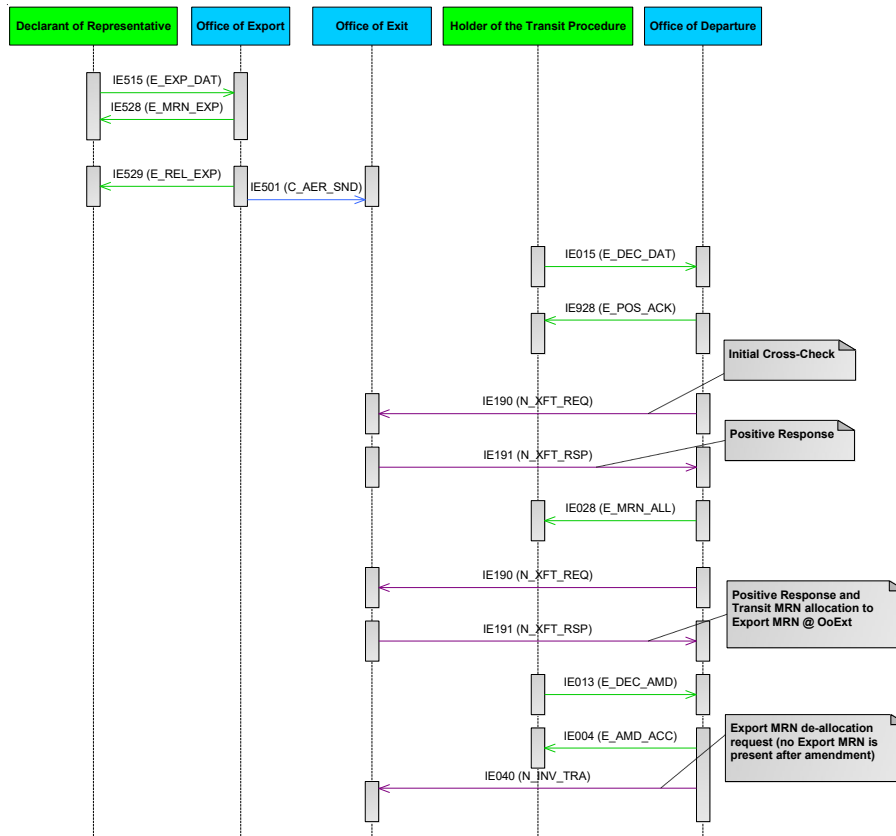 Declarant of Representative
Office of Export
Office of Exit
Holder of the Transit Procedure
Office of Departure
IE515 (E_EXP_DAT)
IE528 (E_MRN_EXP)
IE529 (E_REL_EXP)
IE501 (C_AER_SND)
IE015 (E_DEC_DAT)
IE928 (E_POS_ACK)
Initial Cross-Check
IE190 (N_XFT_REQ)
Positive Response
IE191 (N_XFT_RSP)
IE028 (E_MRN_ALL)
IE190 (N_XFT_REQ)
Positive Response and
Transit MRN allocation to
Export MRN @ OoExt
IE191 (N_XFT_RSP)
IE013 (E_DEC_AMD)
Export MRN de-allocation
request (no Export MRN is
present after amendment)
IE004 (E_AMD_ACC)
IE040 (N_INV_TRA)